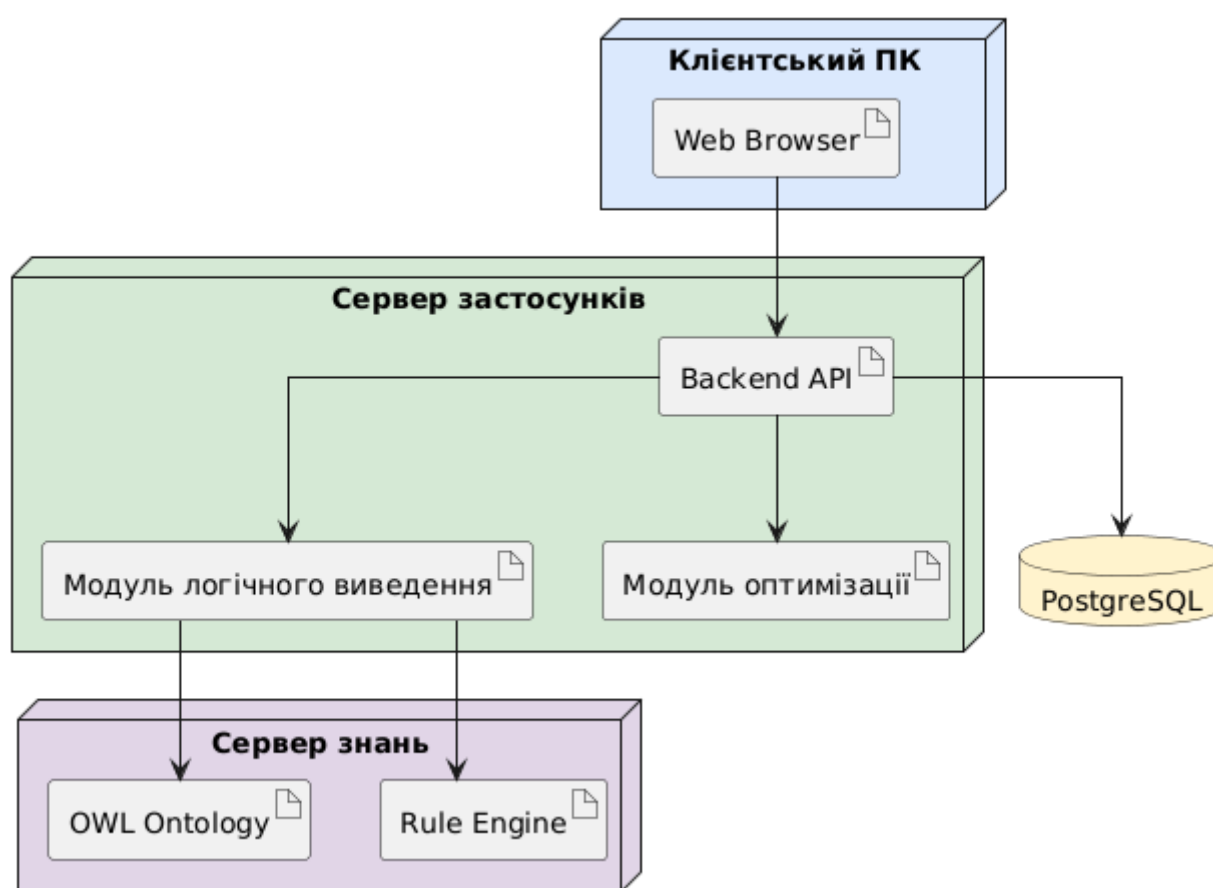 Клієнтський ПК
Web Browser
Сервер застосунків
Backend API
Модуль логічного виведення
Модуль оптимізації
PostgreSQL
Сервер знань
OWL Ontology
Rule Engine